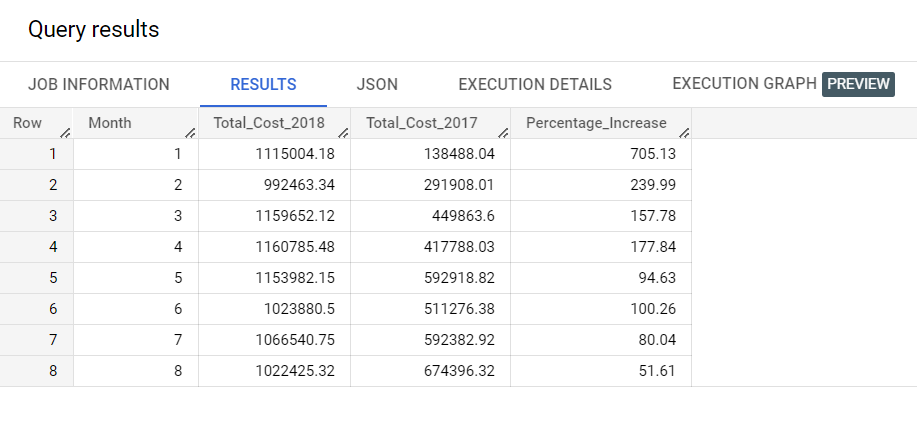 Query results
JOB INFORMATION RESULTS JSON EXECUTION DETAILS EXECUTION GRAPH PREVIEW
Row Month Total_Cost_2018 Total_Cost_2017 Percentage_Increase
1 1 1115004.18 138488.04 705.13
2 2 992463.34 291908.01 239.99
3 3 1159652.12 449863.6 157.78
4 4 1160785.48 417788.03 177.84
5 5 1153982.15 592918.82 94.63
6 6 1023880.5 511276.38 100.26
7 7 1066540.75 592382.92 80.04
8 8 1022425.32 674396.32 51.61